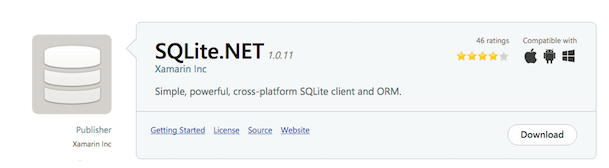 SQLite.NET 1.0.11
46 ratings
Compatible with
Xamarin Inc
Simple, powerful, cross-platform SQLite client and ORM.
Publisher
Xamarin Inc
Getting Started License Source Website
Download